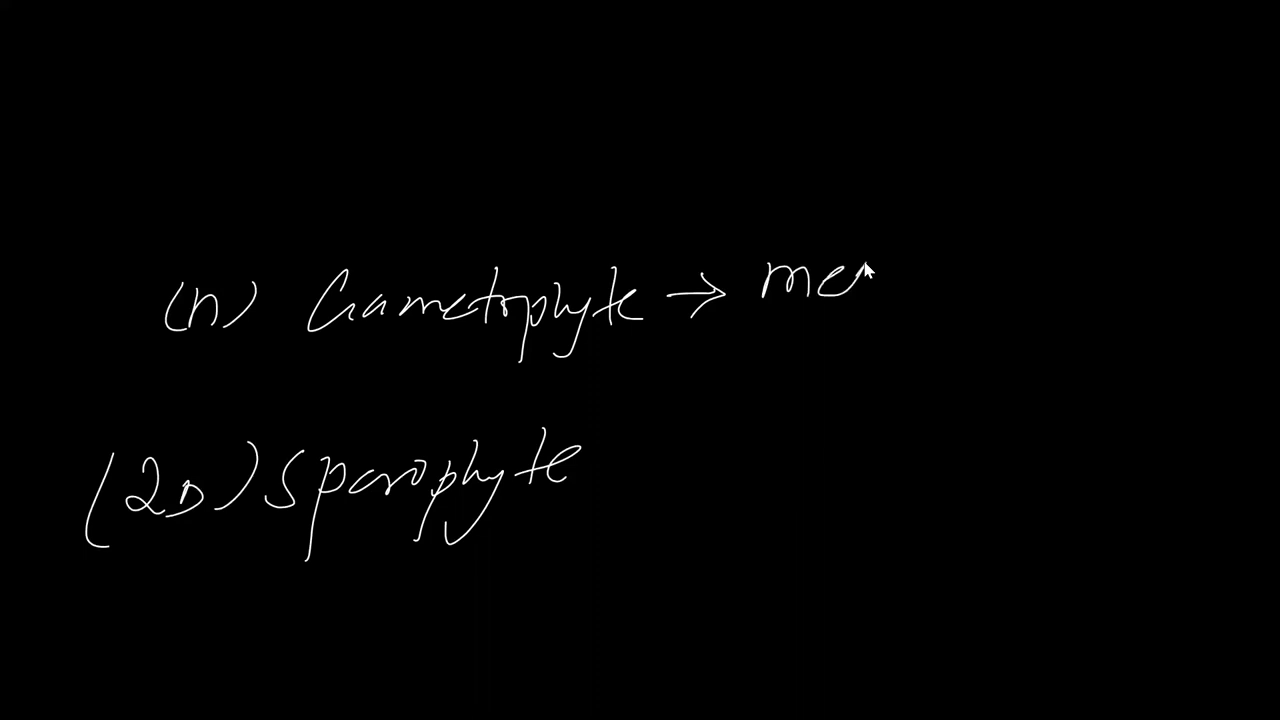 (n) Gametophyte → me
(2n) Sporophyte